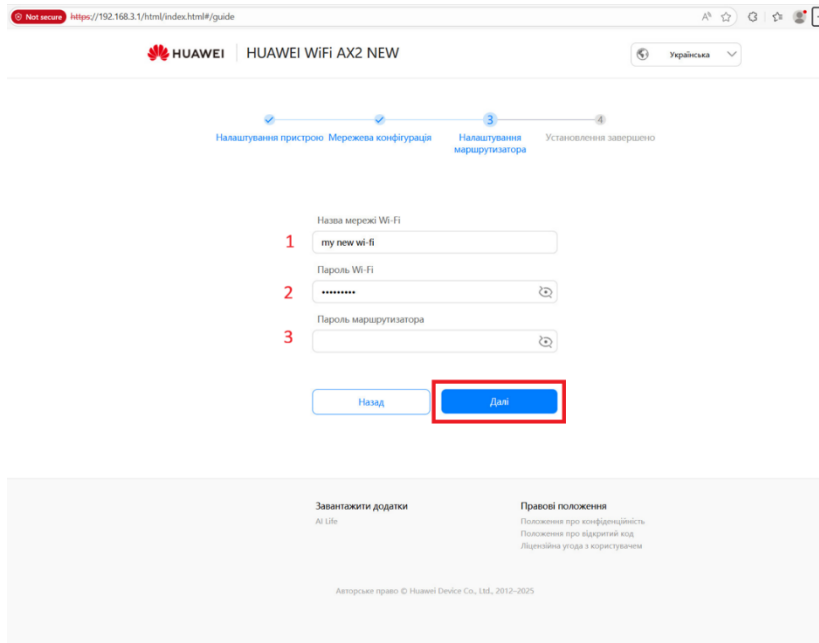 Not secure https://192.168.3.1/html/index.html#/guide
HUAWEI HUAWEI WiFi AX2 NEW Українська
3 4
Налаштування пристрою Мережева конфігурація Налаштування маршрутизатора Установлення завершено
Назва мережі Wi-Fi
1 my new wi-fi
Пароль Wi-Fi
2 •••••••••
Пароль маршрутизатора
3
Назад Далі
Завантажити додатки
AI Life
Правові положення
Положення про конфіденційність
Положення про відкритий код
Ліцензійна угода з користувачем
Авторське право © Huawei Device Co., Ltd., 2012–2025